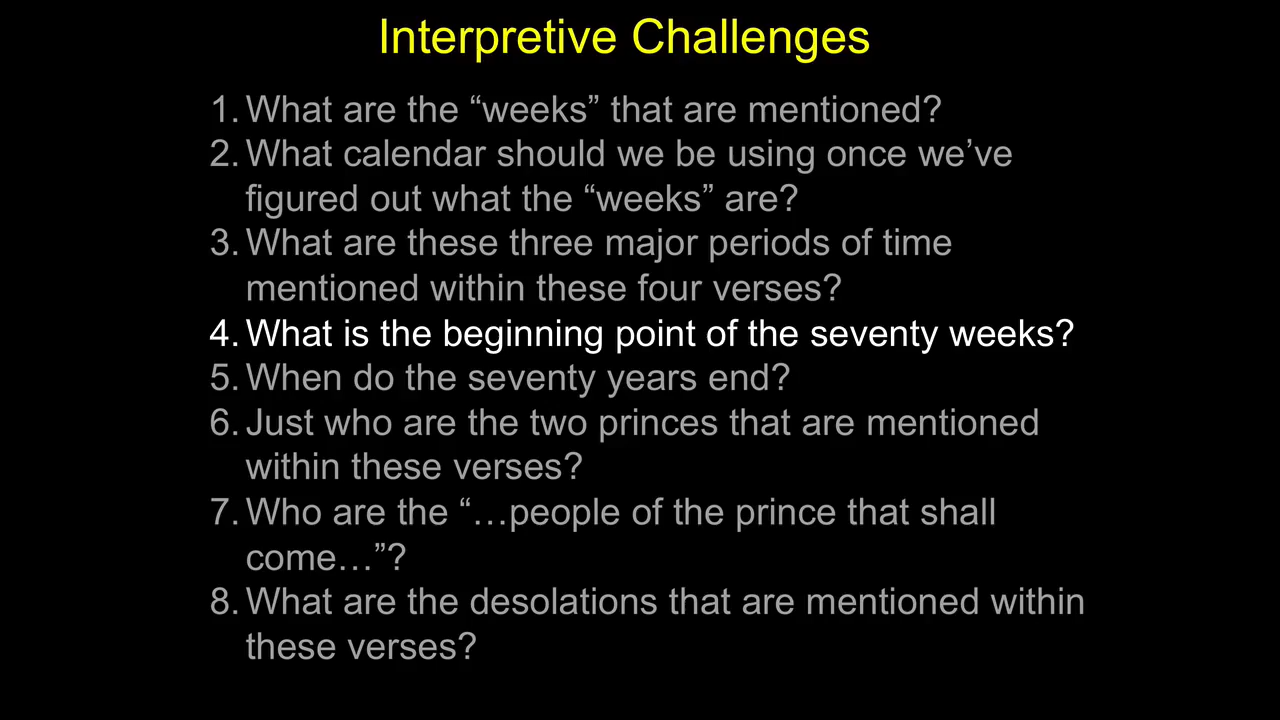 Interpretive Challenges
1. What are the “weeks” that are mentioned?
2. What calendar should we be using once we’ve
figured out what the “weeks” are?
3. What are these three major periods of time
mentioned within these four verses?
4. What is the beginning point of the seventy weeks?
5. When do the seventy years end?
6. Just who are the two princes that are mentioned
within these verses?
7. Who are the “…people of the prince that shall
come…”?
8. What are the desolations that are mentioned within
these verses?